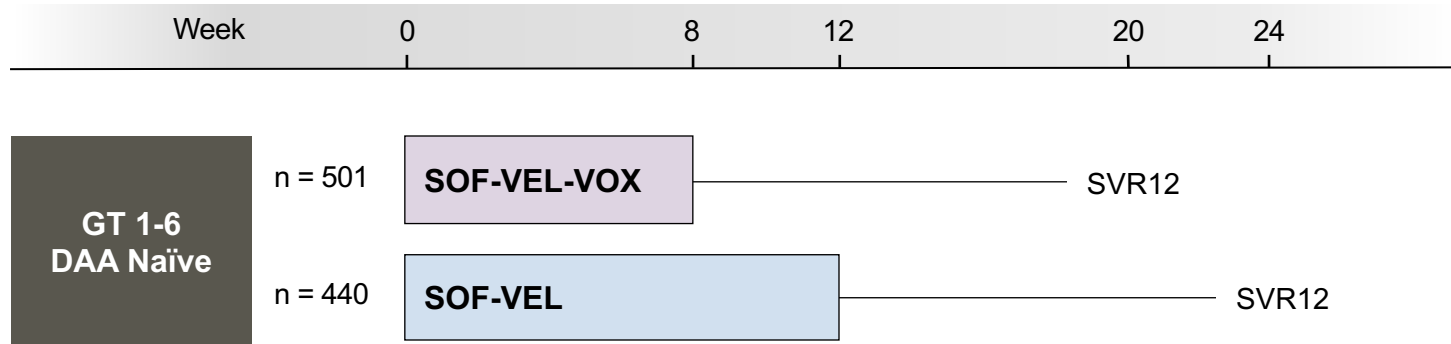 Week 0 8 12 20 24
n = 501 SOF-VEL-VOX SVR12
GT 1-6
DAA Naïve
n = 440 SOF-VEL SVR12